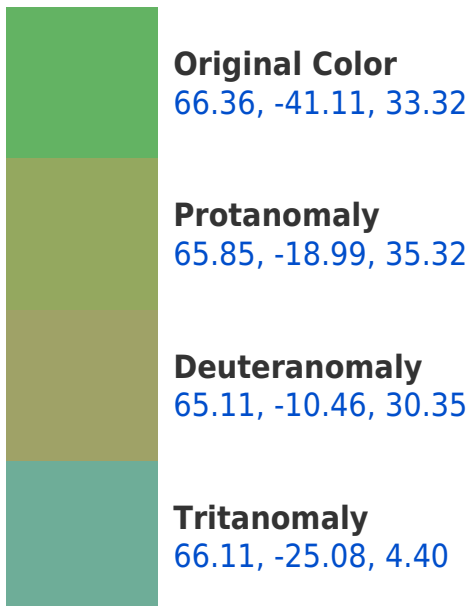 Original Color
66.36, -41.11, 33.32
Protanomaly
65.85, -18.99, 35.32
Deuteranomaly
65.11, -10.46, 30.35
Tritanomaly
66.11, -25.08, 4.40